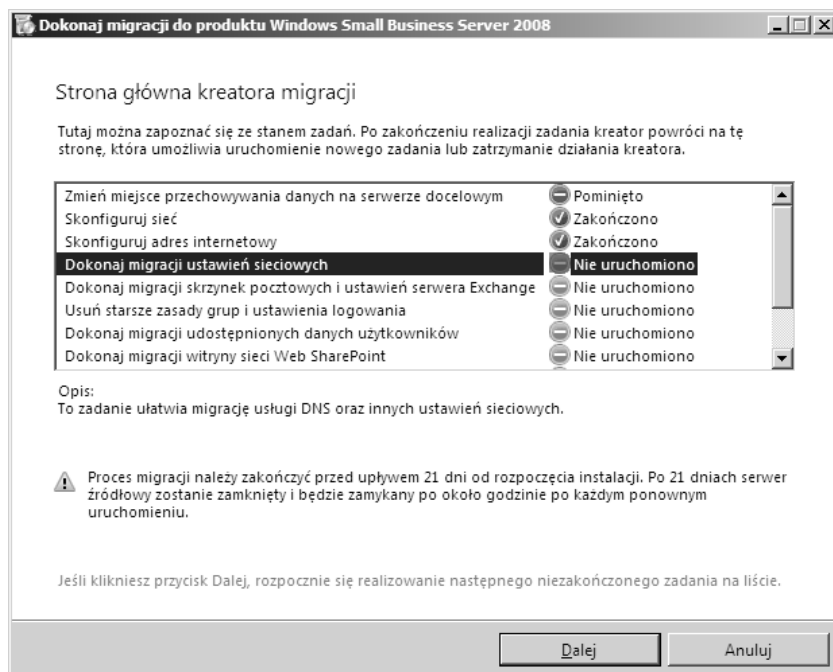 Dokonaj migracji do produktu Windows Small Business Server 2008
Strona główna kreatora migracji
Tutaj można zapoznać się ze stanem zadań. Po zakończeniu realizacji zadania kreator powróci na tę
stronę, która umożliwia uruchomienie nowego zadania lub zatrzymanie działania kreatora.
Zmień miejsce przechowywania danych na serwerze docelowym Pominięto
Skonfiguruj sieć Zakończono
Skonfiguruj adres internetowy Zakończono
Dokonaj migracji ustawień sieciowych Nie uruchomiono
Dokonaj migracji skrzynek pocztowych i ustawień serwera Exchange Nie uruchomiono
Usuń starsze zasady grup i ustawienia logowania Nie uruchomiono
Dokonaj migracji udostępnionych danych użytkowników Nie uruchomiono
Dokonaj migracji witryny sieci Web SharePoint Nie uruchomiono
Opis:
To zadanie ułatwia migrację usługi DNS oraz innych ustawień sieciowych.
Proces migracji należy zakończyć przed upływem 21 dni od rozpoczęcia instalacji. Po 21 dniach serwer
źródłowy zostanie zamknięty i będzie zamykany po około godzinie po każdym ponownym
uruchomieniu.
Jeśli klikniesz przycisk Dalej, rozpocznie się realizowanie następnego niezakończonego zadania na liście.
Dalej Anuluj